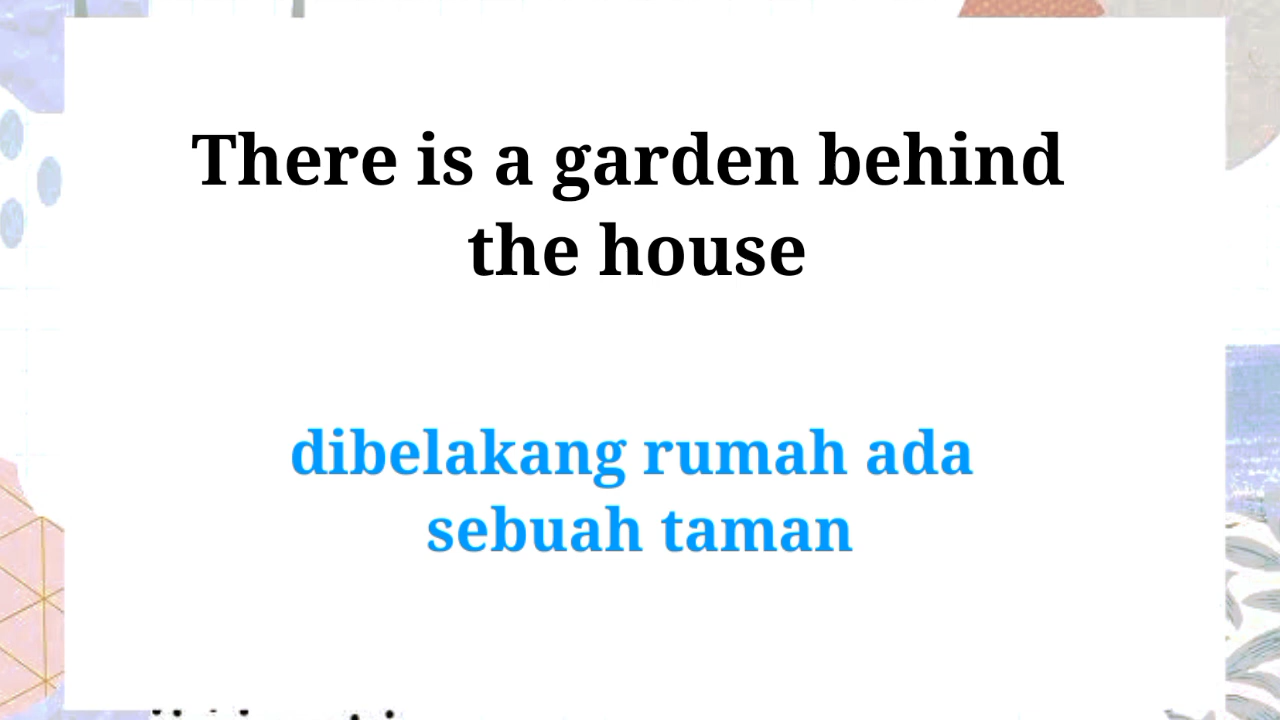 There is a garden behind
the house
dibelakang rumah ada
sebuah taman